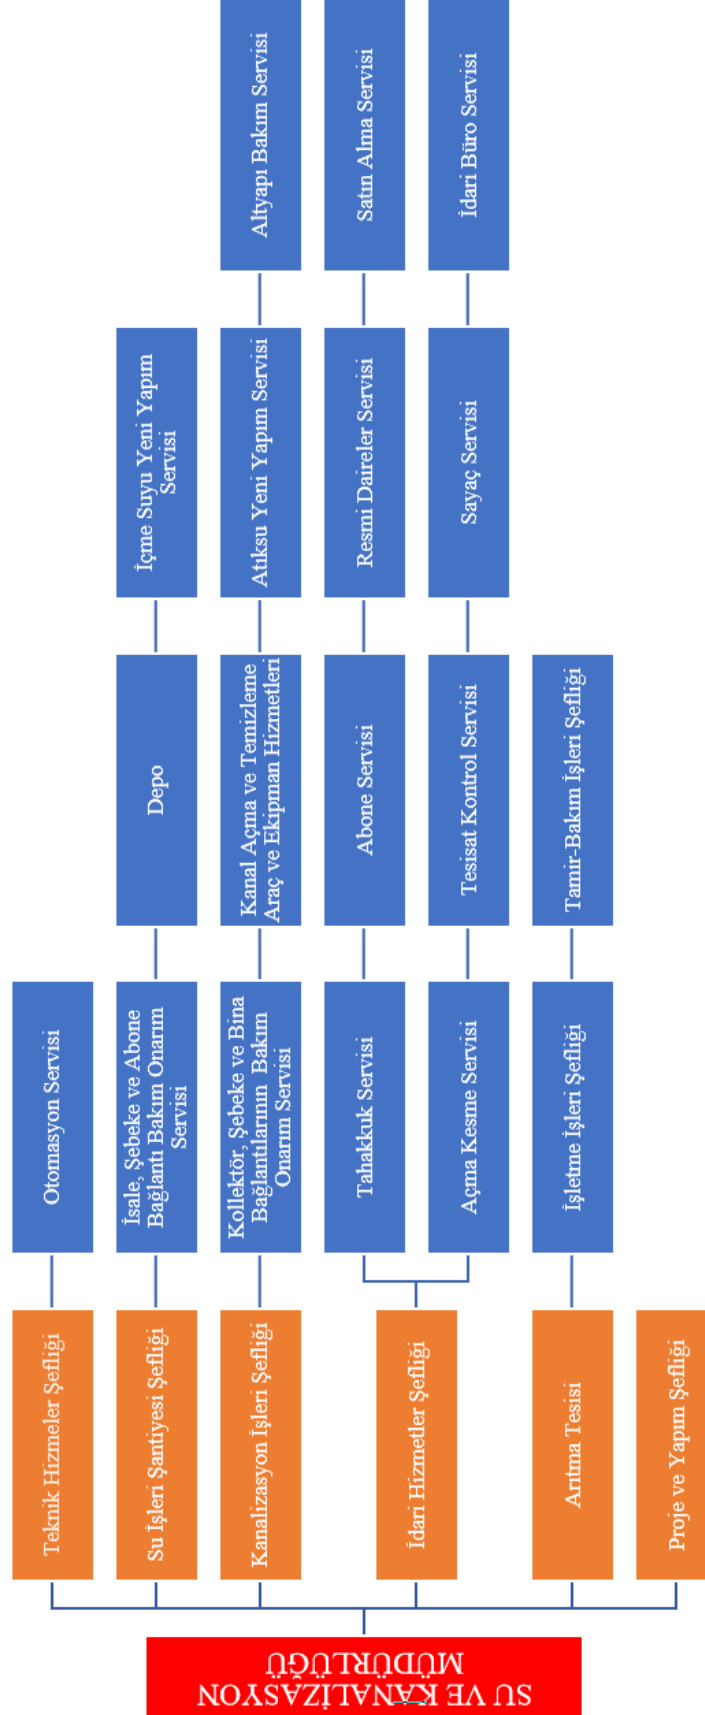 SU VE KANALİZASYON
MÜDÜRLÜĞÜ
Teknik Hizmeler Şefliği
Otomasyon Servisi
Su İşleri Şantiyesi Şefliği
İsale, Şebeke ve Abone
Bağlantı Bakım Onarım
Servisi
Depo
İçme Suyu Yeni Yapım
Servisi
Kanalizasyon İşleri Şefliği
Kollektör, Şebeke ve Bina
Bağlantılarının Bakım
Onarım Servisi
Kanal Açma ve Temizleme
Araç ve Ekipman Hizmetleri
Atıksu Yeni Yapım Servisi
Altyapı Bakım Servisi
İdari Hizmetler Şefliği
Tahakkuk Servisi
Abone Servisi
Resmi Daireler Servisi
Satın Alma Servisi
Açma Kesme Servisi
Tesisat Kontrol Servisi
Sayaç Servisi
İdari Büro Servisi
Arıtma Tesisi
İşletme İşleri Şefliği
Tamir-Bakım İşleri Şefliği
Proje ve Yapım Şefliği